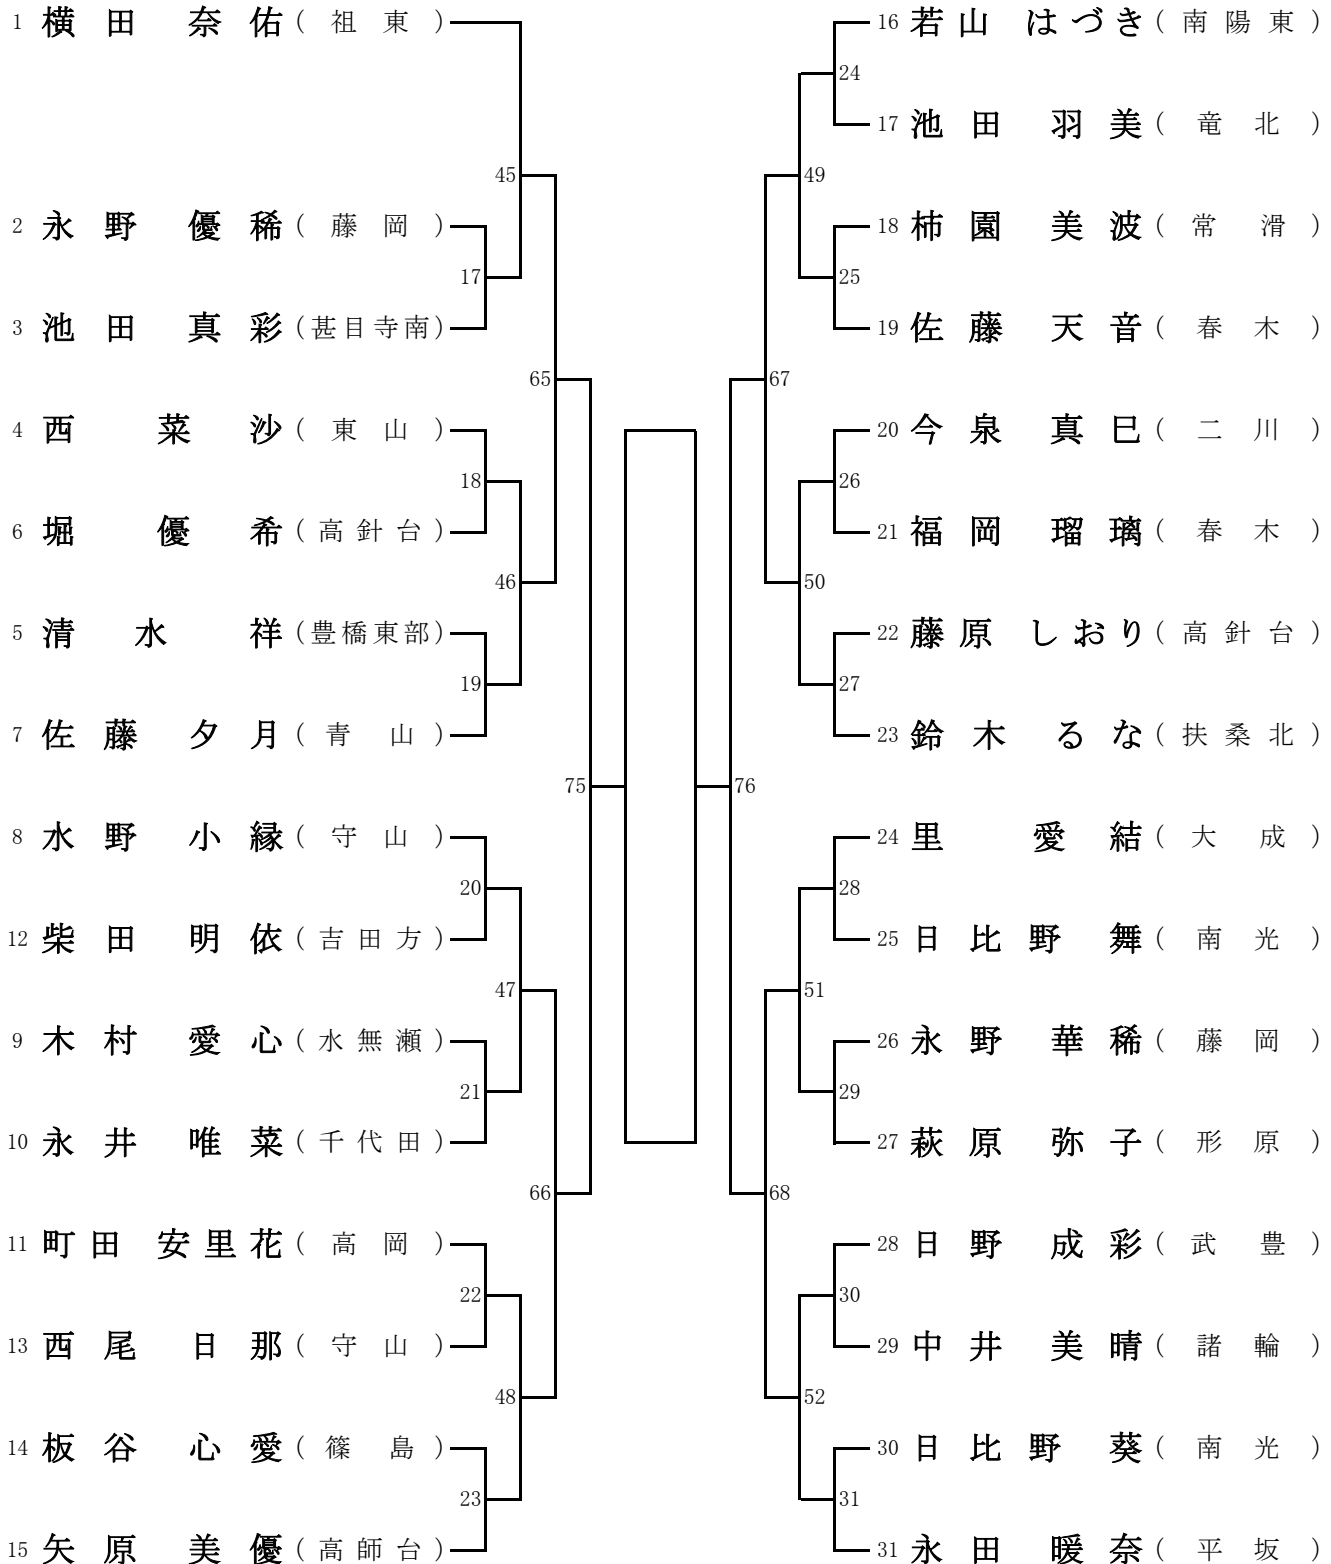 1 横田 奈佑 (祖東)
45
2 永野 優稀 (藤岡)
17
3 池田 真彩 (甚目寺南)
65
4 西 菜沙 (東山)
18
6 堀 優希 (高針台)
46
5 清水 祥 (豊橋東部)
19
7 佐藤 夕月 (青山)
75
8 水野 小縁 (守山)
20
12 柴田 明依 (吉田方)
47
9 木村 愛心 (水無瀬)
21
10 永井 唯菜 (千代田)
66
11 町田 安里花 (高岡)
22
13 西尾 日那 (守山)
48
14 板谷 心愛 (篠島)
23
15 矢原 美優 (高師台)
16 若山 はづき (南陽東)
24
17 池田 羽美 (竜北)
49
18 柿園 美波 (常滑)
25
19 佐藤 天音 (春木)
67
20 今泉 真巳 (二川)
26
21 福岡 瑠璃 (春木)
50
22 藤原 しおり (高針台)
27
23 鈴木 るな (扶桑北)
76
24 里 愛結 (大成)
28
25 日比野 舞 (南光)
51
26 永野 華稀 (藤岡)
29
27 萩原 弥子 (形原)
68
28 日野 成彩 (武豊)
30
29 中井 美晴 (諸輪)
52
30 日比野 葵 (南光)
31
31 永田 暖奈 (平坂)